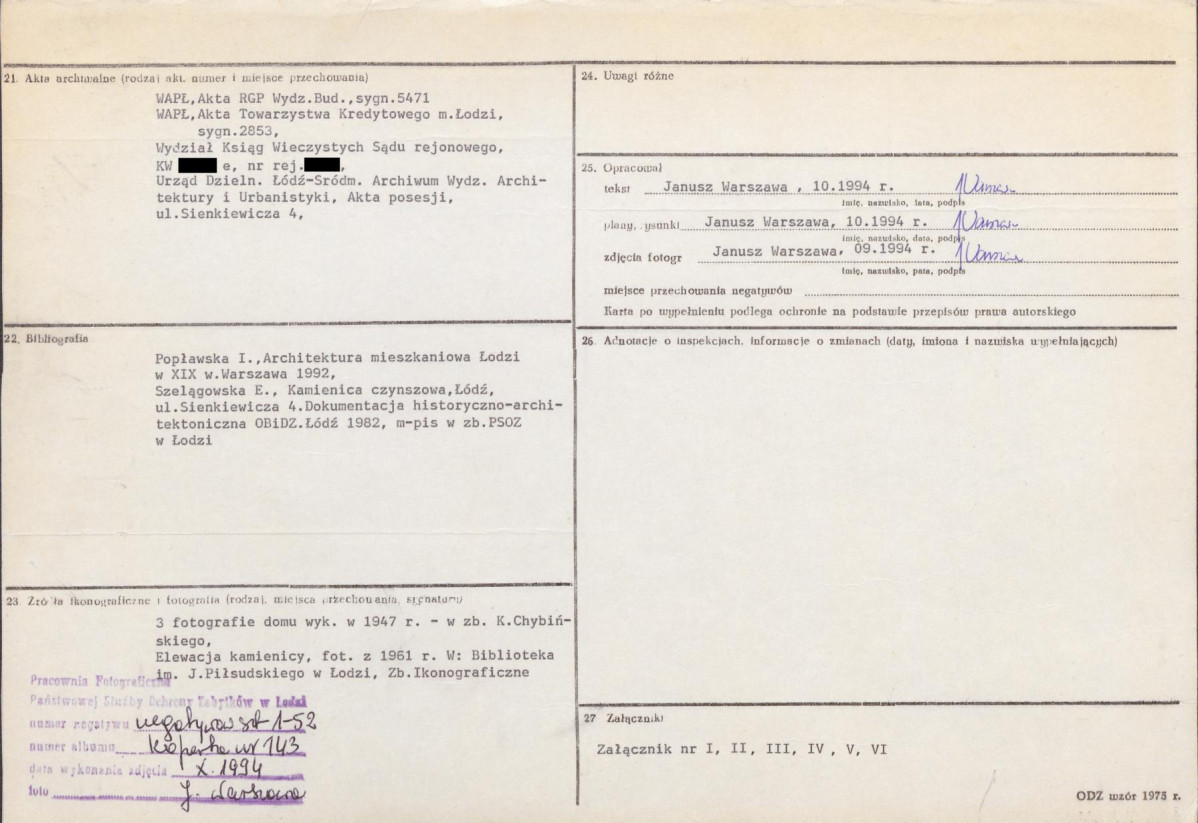 21. Akta archiwalne (rodzaj akt, numer i miejsce przechowania)
WAPŁ,Akta RGP Wydz.Bud.,sygn.5471
WAPŁ,Akta Towarzystwa Kredytowego m.Łodzi,
sygn.2853,
Wydział Ksiąg Wieczystych Sądu rejonowego,
KW e, nr rej. ,
Urząd Dzieln. Łódź-Sródm. Archiwum Wydz. Archi-
tektury i Urbanistyki, Akta posesji,
ul.Sienkiewicza 4,
22. Bibliografia
Popławska I.,Architektura mieszkaniowa Łodzi
w XIX w.Warszawa 1992,
Szelągowska E., Kamienica czynszowa,Łódź,
ul.Sienkiewicza 4.Dokumentacja historyczno-archi-
tektoniczna OBiDZ.Łódź 1982, m-pis w zb.PSOZ
w Łodzi
23. Źródła ikonograficzne i fotografia (rodzaj, miejsca przechowania, sygnatury)
3 fotografie domu wyk. w 1947 r. - w zb. K.Chybiń-
skiego,
Elewacja kamienicy, fot. z 1961 r. W: Biblioteka
im. J.Piłsudskiego w Łodzi, Zb.Ikonograficzne
Pracownia Fotograficzna
Państwowej Służby Ochrony Zabytków w Łodzi
numer negatywu negatywów szt 1-52
numer albumu koperta nr 143
data wykonania zdjęcia X.1994
foto J. Warszawa
24. Uwagi różne
25. Opracował
tekst Janusz Warszawa , 10.1994 r.
imię, nazwisko, data, podpis
plany, rysunki Janusz Warszawa, 10.1994 r.
imię, nazwisko, data, podpis
zdjęcia fotogr Janusz Warszawa, 09.1994 r.
imię, nazwisko, pata, podpis
miejsce przechowania negatywów
Karta po wypełnieniu podlega ochronie na podstawie przepisów prawa autorskiego
26. Adnotacje o inspekcjach, informacje o zmianach (daty, imiona i nazwiska wypełniających)
27 Załączniki
Załącznik nr I, II, III, IV , V, VI
ODZ wzór 1975 r.